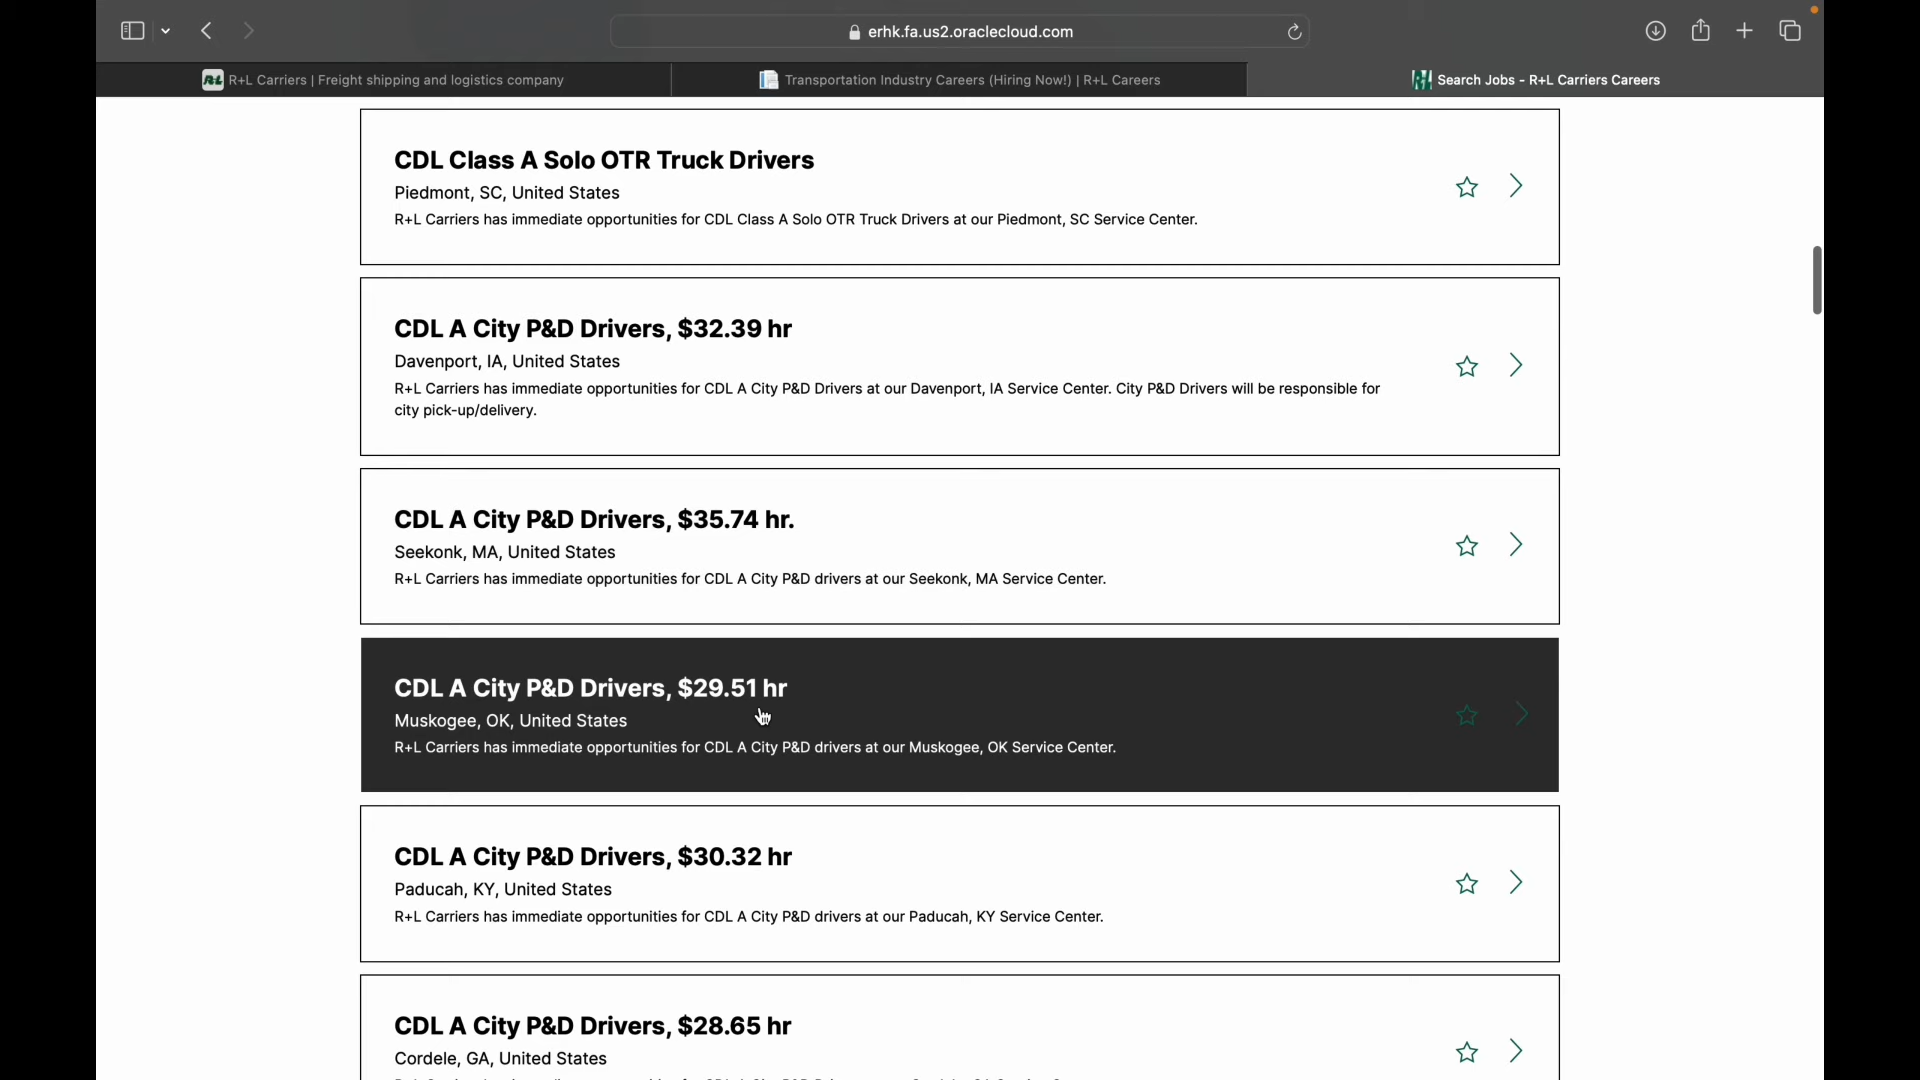 erhk.fa.us2.oraclecloud.com
R+L Carriers | Freight shipping and logistics company
Transportation Industry Careers (Hiring Now!) | R+L Careers
Search Jobs - R+L Carriers Careers
CDL Class A Solo OTR Truck Drivers
Piedmont, SC, United States
R+L Carriers has immediate opportunities for CDL Class A Solo OTR Truck Drivers at our Piedmont, SC Service Center.
CDL A City P&D Drivers, $32.39 hr
Davenport, IA, United States
R+L Carriers has immediate opportunities for CDL A City P&D Drivers at our Davenport, IA Service Center. City P&D Drivers will be responsible for
city pick-up/delivery.
CDL A City P&D Drivers, $35.74 hr.
Seekonk, MA, United States
R+L Carriers has immediate opportunities for CDL A City P&D drivers at our Seekonk, MA Service Center.
CDL A City P&D Drivers, $29.51 hr
Muskogee, OK, United States
R+L Carriers has immediate opportunities for CDL A City P&D drivers at our Muskogee, OK Service Center.
CDL A City P&D Drivers, $30.32 hr
Paducah, KY, United States
R+L Carriers has immediate opportunities for CDL A City P&D drivers at our Paducah, KY Service Center.
CDL A City P&D Drivers, $28.65 hr
Cordele, GA, United States